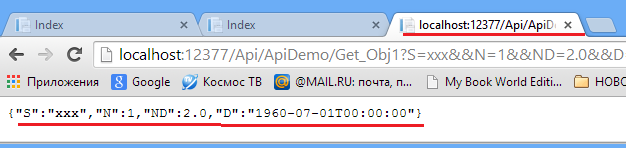 Index
Index
localhost:12377/Api/ApiD
localhost:12377/Api/ApiDemo/Get_Obj1?S=xxx&&N=1&&ND=2.0&&D
Приложения
Google
Космос ТВ
@MAIL.RU: почта, п...
My Book World Editi...
НОВО
{"S":"xxx","N":1,"ND":2.0,"D":"1960-07-01T00:00:00"}